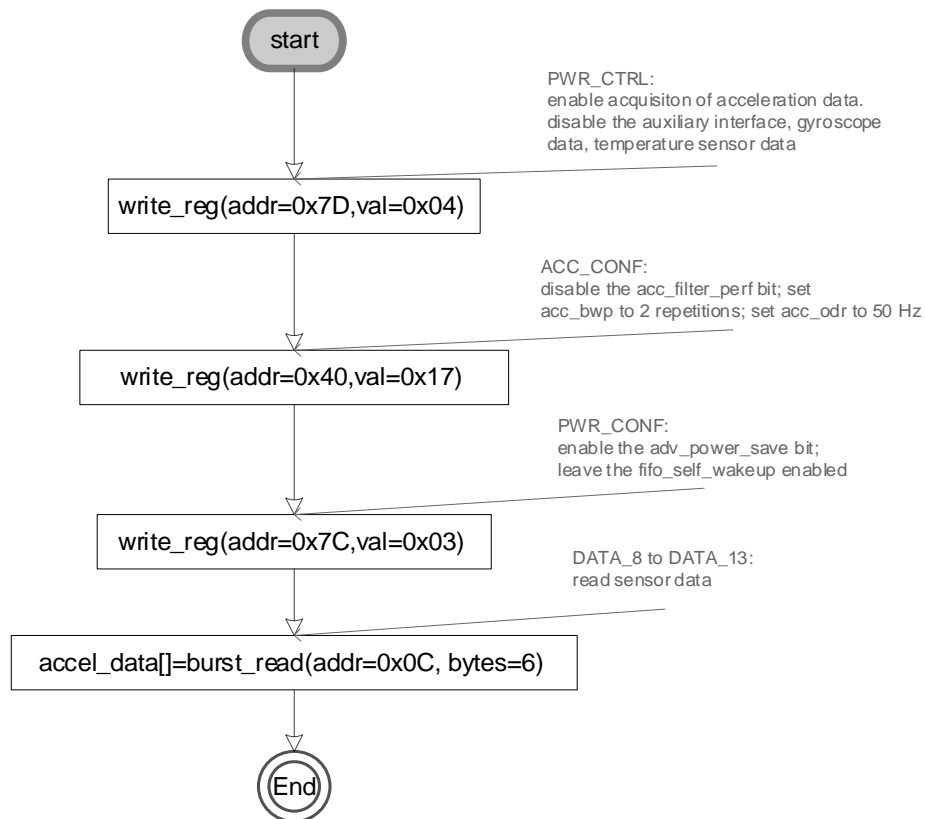 start
PWR_CTRL:
enable acquisiton of acceleration data.
disable the auxiliary interface, gyroscope
data, temperature sensor data
write_reg(addr=0x7D,val=0x04)
ACC_CONF:
disable the acc_filter_perf bit; set
acc_bwp to 2 repetitions; set acc_odr to 50 Hz
write_reg(addr=0x40,val=0x17)
PWR_CONF:
enable the adv_power_save bit;
leave the fifo_self_wakeup enabled
write_reg(addr=0x7C,val=0x03)
DATA_8 to DATA_13:
read sensor data
accel_data[]=burst_read(addr=0x0C, bytes=6)
End